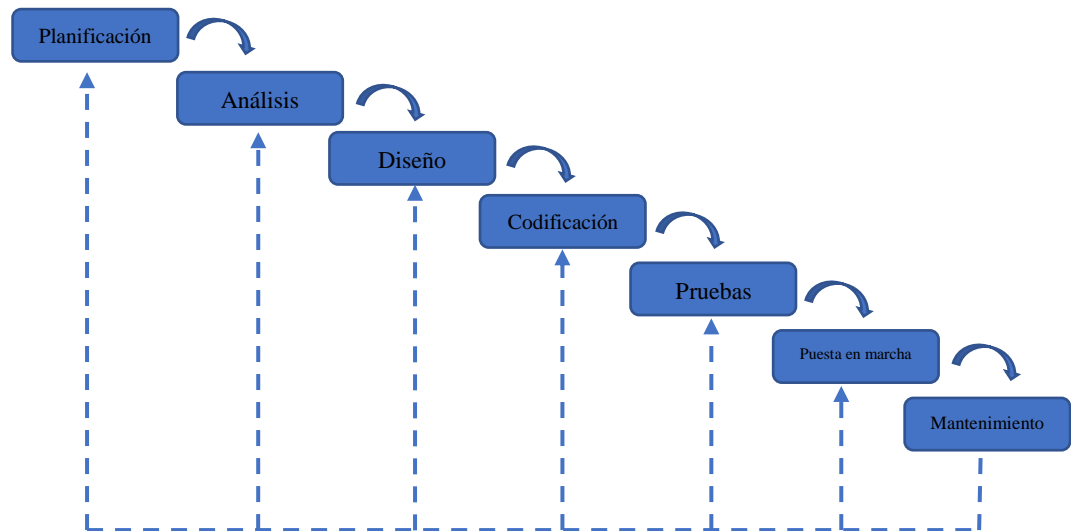 Planificación
Análisis
Diseño
Codificación
Pruebas
Puesta en marcha
Mantenimiento